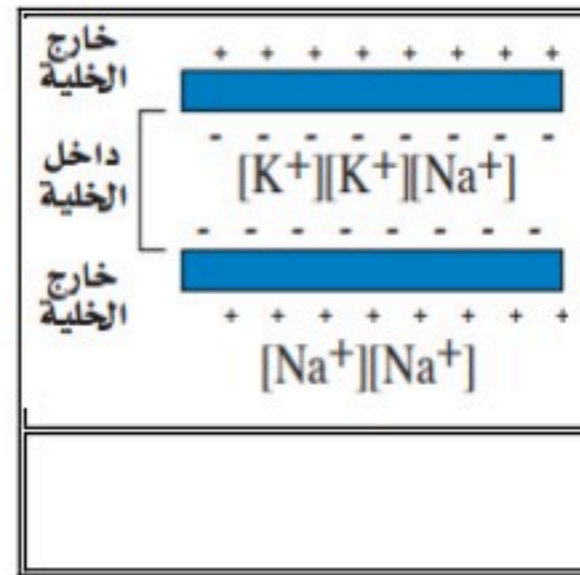 خارج
الخلية
+ + + + + + + +
- - - - - - - -
داخل
الخلية
[K+][K+][Na+]
- - - - - - - -
خارج
الخلية
+ + + + + + + +
[Na+][Na+]